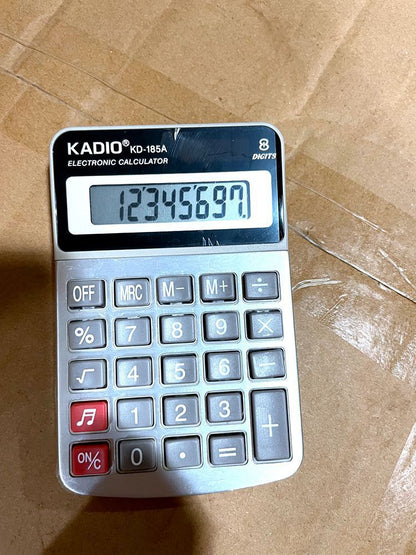 KADIO® KD-185A
8 DIGITS
ELECTRONIC CALCULATOR
12345697.
OFF MRC M- M+ ÷
% 7 8 9 ×
√ 4 5 6 −
♬ 1 2 3 +
ON/C 0 . =